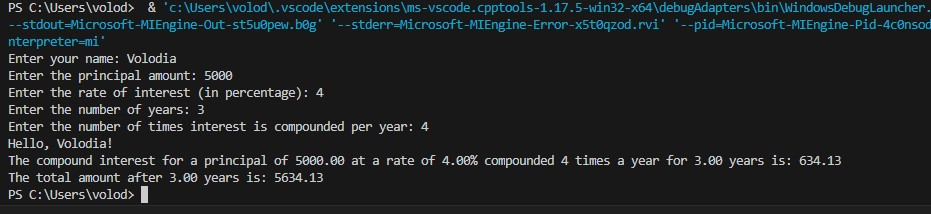 PS C:\Users\volod>  & 'c:\Users\volod\.vscode\extensions\ms-vscode.cpptools-1.17.5-win32-x64\debugAdapters\bin\WindowsDebugLauncher.
--stdout=Microsoft-MIEngine-Out-st5u0pew.b0g' '--stderr=Microsoft-MIEngine-Error-x5t0qzod.rvi' '--pid=Microsoft-MIEngine-Pid-4c0nsod
nterpreter=mi'
Enter your name: Volodia
Enter the principal amount: 5000
Enter the rate of interest (in percentage): 4
Enter the number of years: 3
Enter the number of times interest is compounded per year: 4
Hello, Volodia!
The compound interest for a principal of 5000.00 at a rate of 4.00% compounded 4 times a year for 3.00 years is: 634.13
The total amount after 3.00 years is: 5634.13
PS C:\Users\volod>